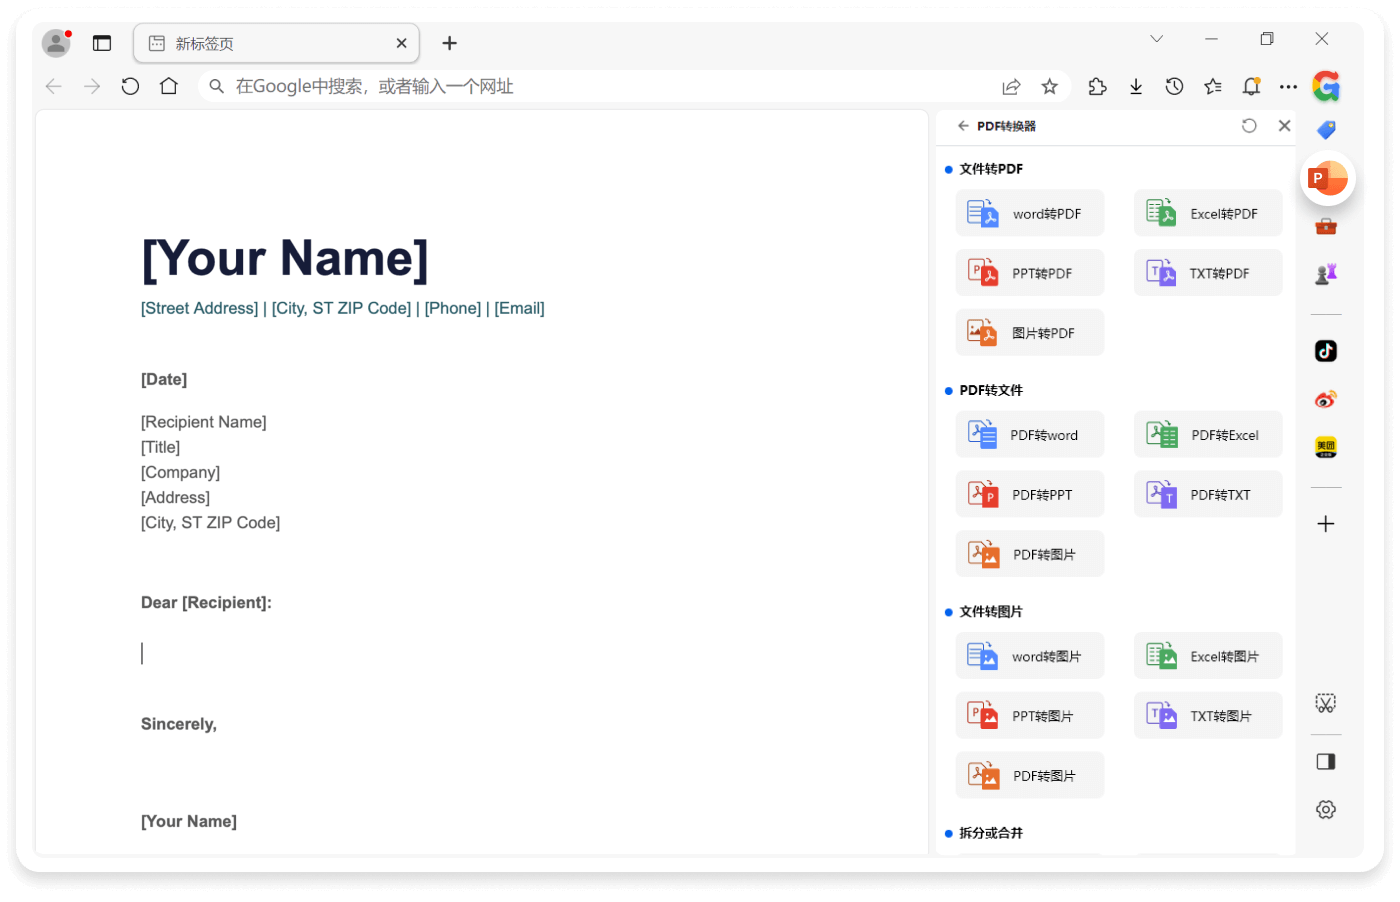 新标签页
在Google中搜索，或者输入一个网址
[Your Name]
[Street Address] | [City, ST ZIP Code] | [Phone] | [Email]
[Date]
[Recipient Name]
[Title]
[Company]
[Address]
[City, ST ZIP Code]
Dear [Recipient]:
Sincerely,
[Your Name]
PDF转换器
文件转PDF
word转PDF
Excel转PDF
PPT转PDF
TXT转PDF
图片转PDF
PDF转文件
PDF转word
PDF转Excel
PDF转PPT
PDF转TXT
PDF转图片
文件转图片
word转图片
Excel转图片
PPT转图片
TXT转图片
PDF转图片
拆分或合并
P
美团